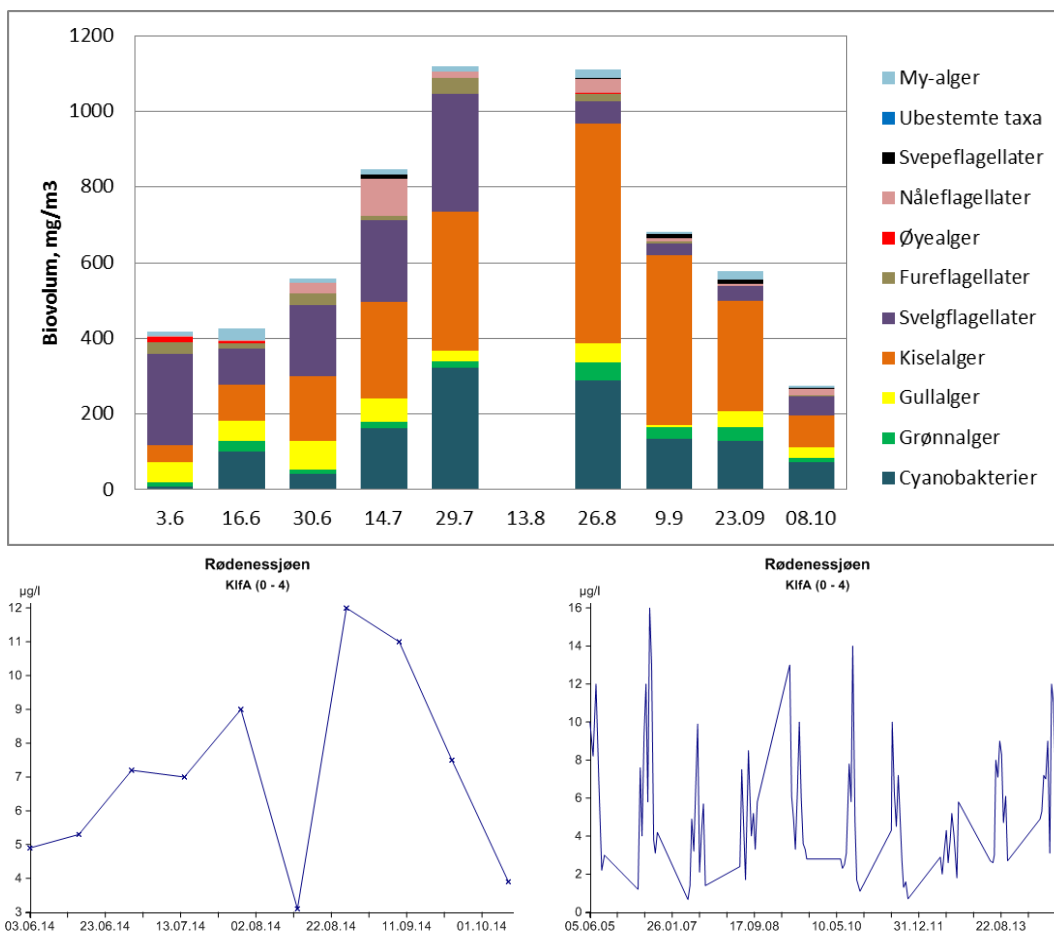 1200
1000
800
600
400
200
0
Biovolum, mg/m3
3.6 16.6 30.6 14.7 29.7 13.8 26.8 9.9 23.09 08.10
My-alger
Ubestemte taxa
Svepeflagellater
Nåleflagellater
Øyealger
Fureflagellater
Svelgflagellater
Kiselalger
Gullalger
Grønnalger
Cyanobakterier
Rødenessjøen
KlfA (0 - 4)
µg/l
12
11
10
9
8
7
6
5
4
3
03.06.14 23.06.14 13.07.14 02.08.14 22.08.14 11.09.14 01.10.14
Rødenessjøen
KlfA (0 - 4)
µg/l
16
14
12
10
8
6
4
2
0
05.06.05 26.01.07 17.09.08 10.05.10 31.12.11 22.08.13